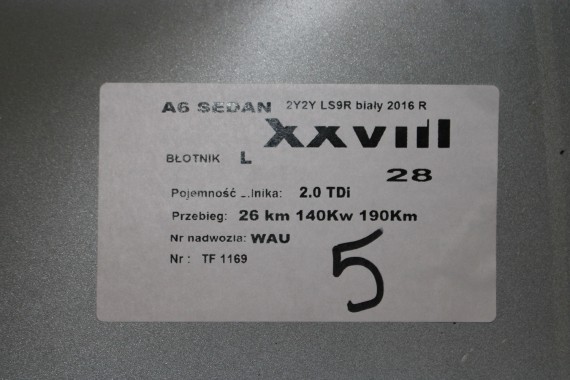 A6 SEDAN 2Y2Y LS9R biały 2016 R
XXVIII
28
BŁOTNIK L
Pojemność 2.0 TDi
Przebieg: 26 km 140Kw 190Km
Nr nadwozia: WAU
Nr : TF 1169
5